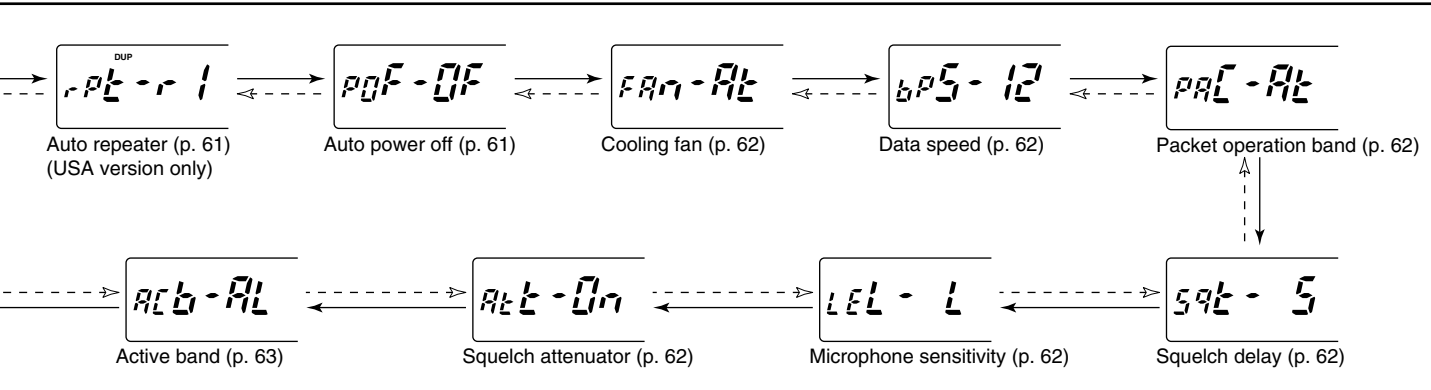 DUP
rPt-r1
POF-OF
FAn-At
bPS-12
PAC-At
Auto repeater (p. 61)
(USA version only)
Auto power off (p. 61)
Cooling fan (p. 62)
Data speed (p. 62)
Packet operation band (p. 62)
ACb-AL
Att-On
LEL- L
Sqt- S
Active band (p. 63)
Squelch attenuator (p. 62)
Microphone sensitivity (p. 62)
Squelch delay (p. 62)